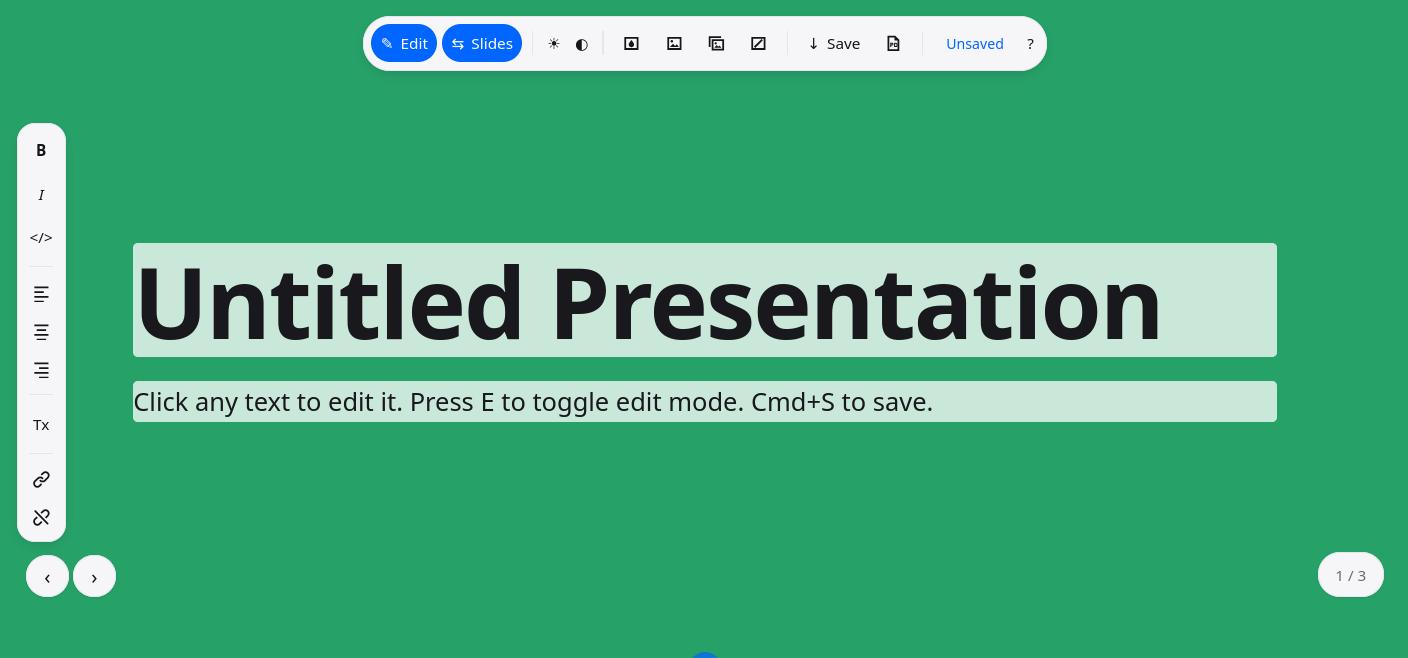 ✎ Edit
⇆ Slides
↓ Save
Unsaved
?
B
I
</>
Tx
Untitled Presentation
Click any text to edit it. Press E to toggle edit mode. Cmd+S to save.
‹
›
1 / 3